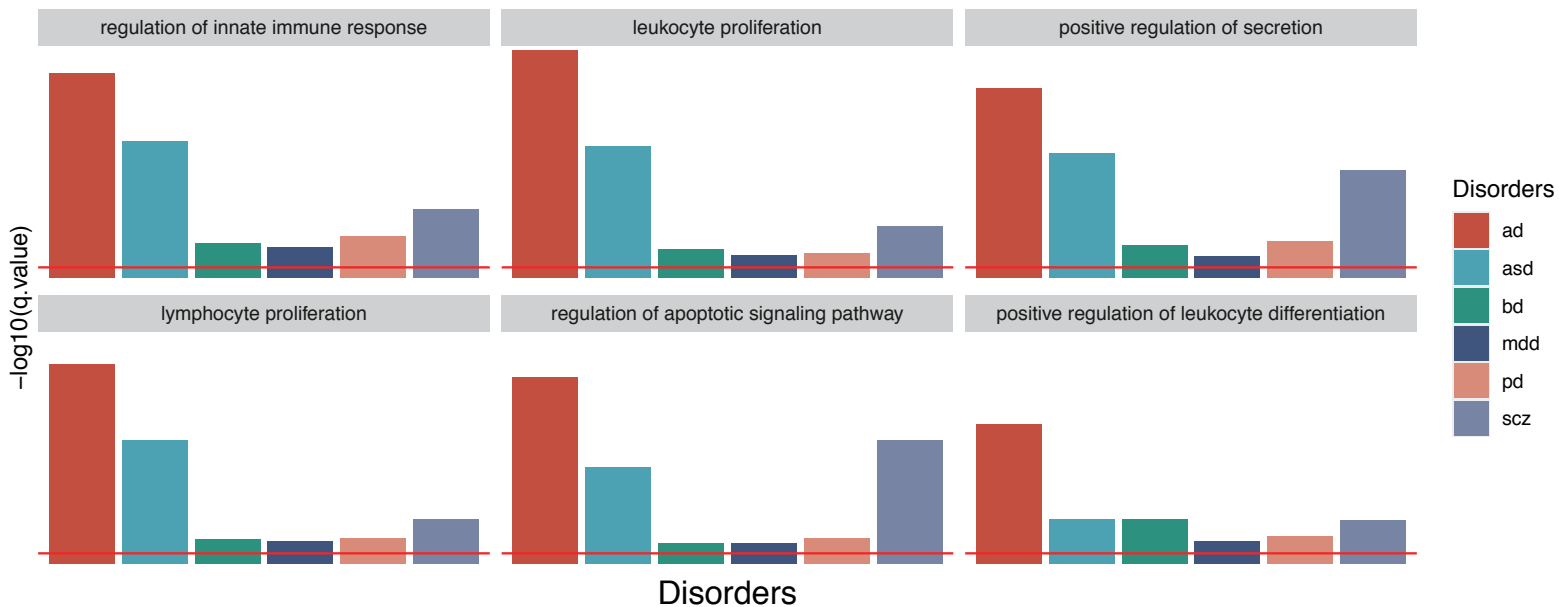 regulation of innate immune response
leukocyte proliferation
positive regulation of secretion
lymphocyte proliferation
regulation of apoptotic signaling pathway
positive regulation of leukocyte differentiation
−log10(q.value)
Disorders
Disorders
ad
asd
bd
mdd
pd
scz